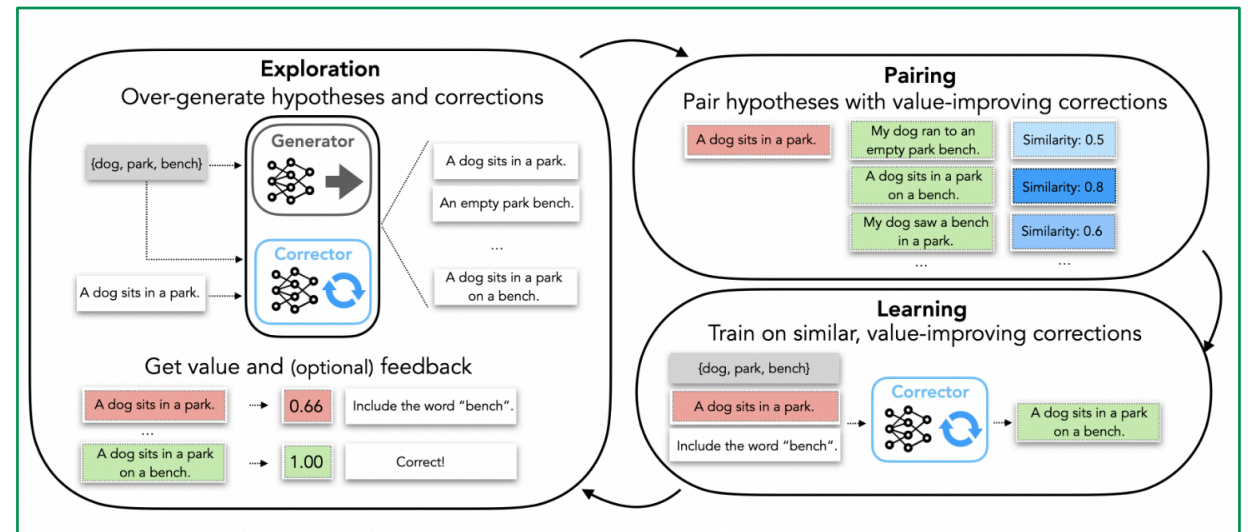 Exploration
Over-generate hypotheses and corrections
{dog, park, bench}
Generator
Corrector
A dog sits in a park.
A dog sits in a park.
An empty park bench.
...
A dog sits in a park
on a bench.
Get value and (optional) feedback
A dog sits in a park.
0.66
Include the word “bench”.
...
A dog sits in a park
on a bench.
1.00
Correct!
Pairing
Pair hypotheses with value-improving corrections
A dog sits in a park.
My dog ran to an
empty park bench.
Similarity: 0.5
A dog sits in a park
on a bench.
Similarity: 0.8
My dog saw a bench
in a park.
Similarity: 0.6
...
...
Learning
Train on similar, value-improving corrections
{dog, park, bench}
A dog sits in a park.
Include the word “bench”.
Corrector
A dog sits in a park
on a bench.